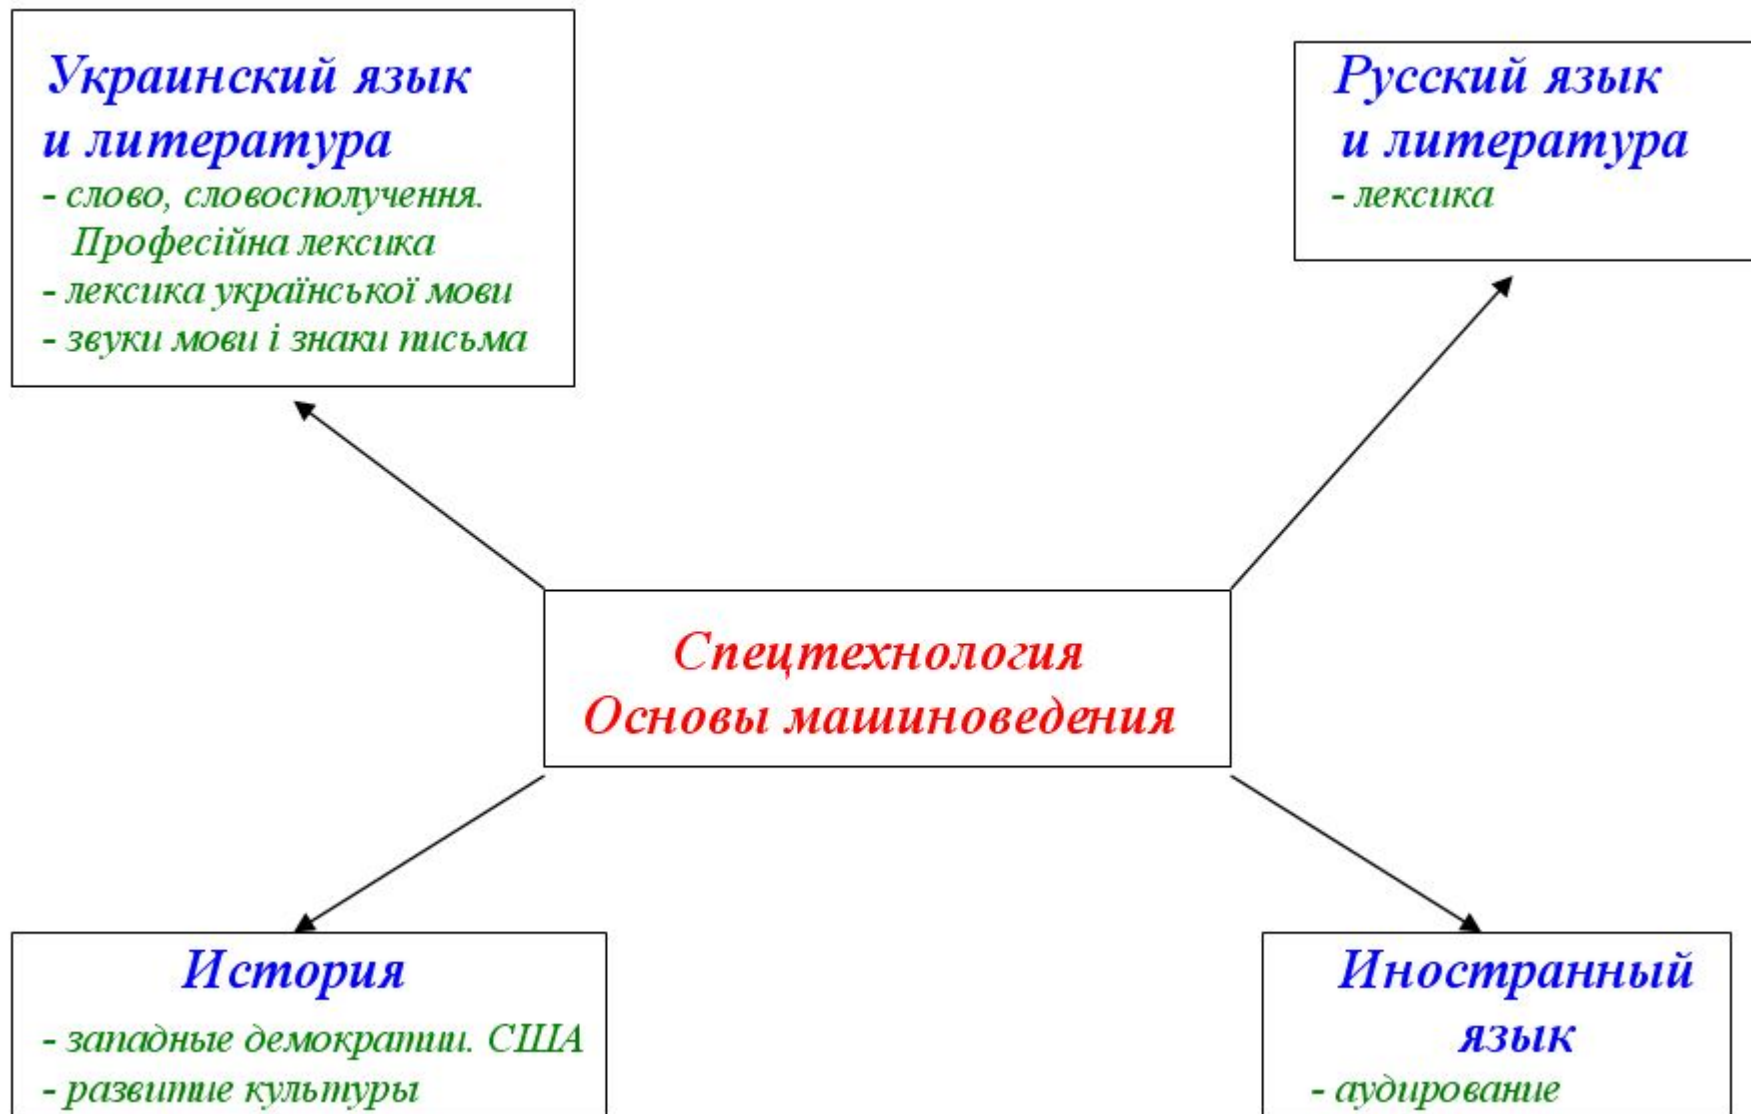 Украинский язык
и литература
- слово, словосполучення.
Професійна лексика
- лексика української мови
- звуки мови і знаки письма
Русский язык
и литература
- лексика
Спецтехнология
Основы машиноведения
История
- западные демократии. США
- развитие культуры
Иностранный
язык
- аудирование